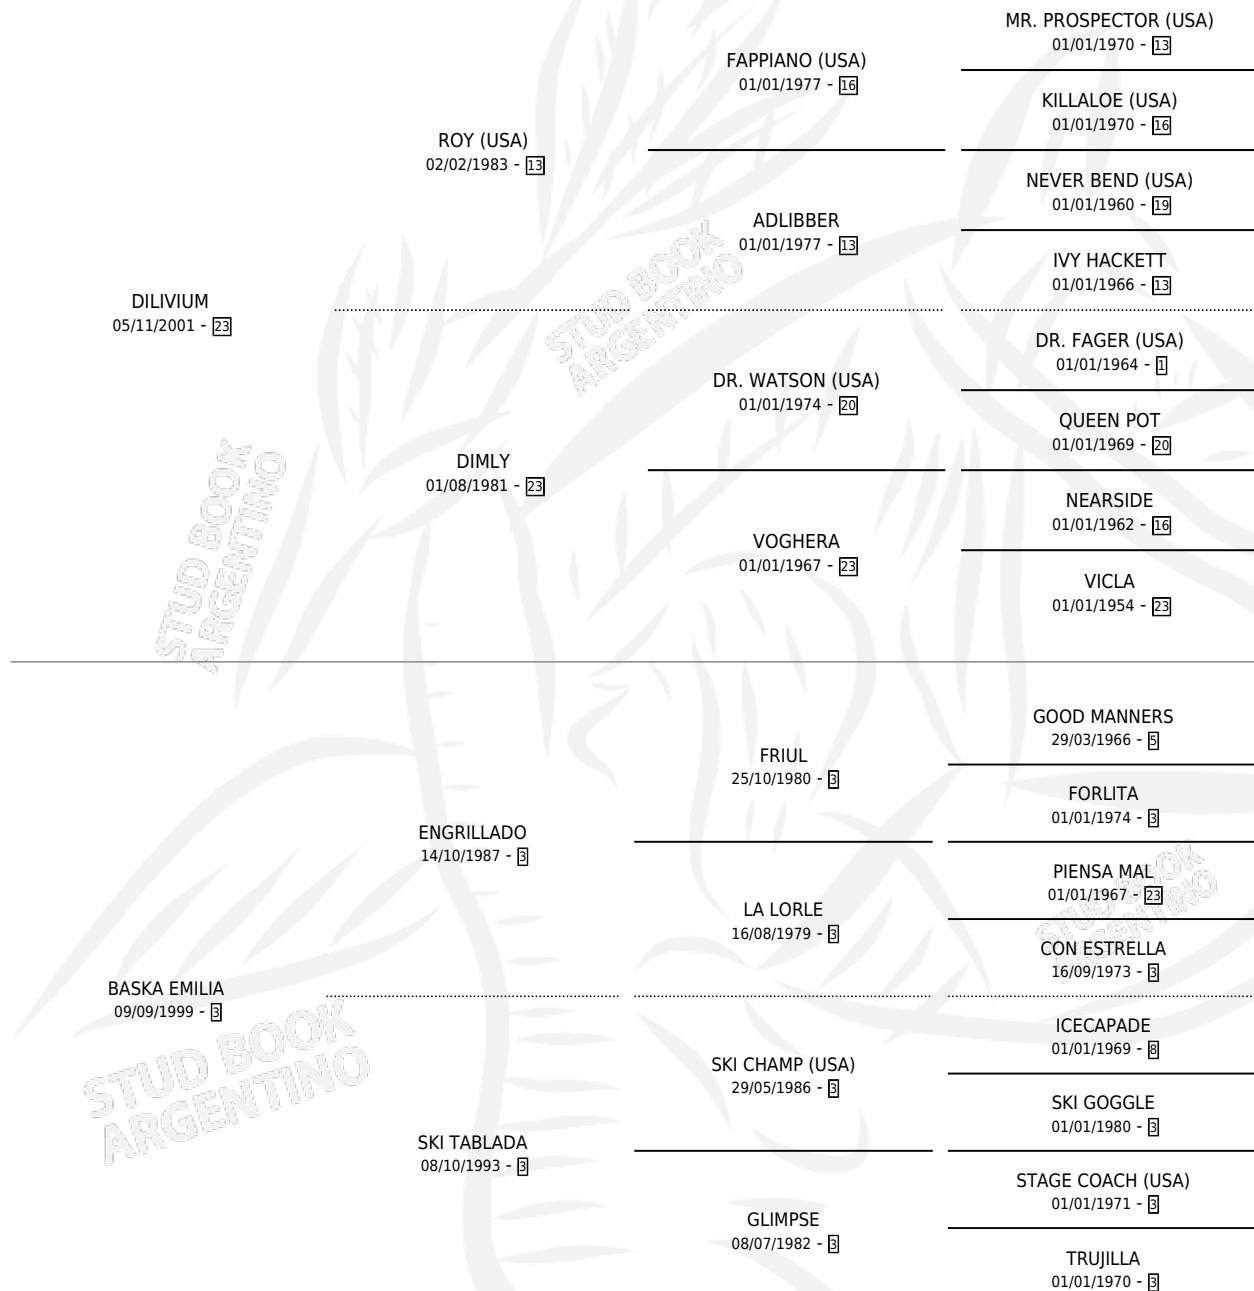 MR. PROSPECTOR (USA)
01/01/1970 - 13
FAPPIANO (USA)
01/01/1977 - 16
KILLALOE (USA)
01/01/1970 - 16
ROY (USA)
02/02/1983 - 13
NEVER BEND (USA)
01/01/1960 - 19
ADLIBBER
01/01/1977 - 13
IVY HACKETT
01/01/1966 - 13
DILIVIUM
05/11/2001 - 23
DR. FAGER (USA)
01/01/1964 - 1
DR. WATSON (USA)
01/01/1974 - 20
QUEEN POT
01/01/1969 - 20
DIMLY
01/08/1981 - 23
NEARSIDE
01/01/1962 - 16
VOGHERA
01/01/1967 - 23
VICLA
01/01/1954 - 23
GOOD MANNERS
29/03/1966 - 5
FRIUL
25/10/1980 - 3
FORLITA
01/01/1974 - 3
ENGRILLADO
14/10/1987 - 3
PIENSA MAL
01/01/1967 - 23
LA LORLE
16/08/1979 - 3
CON ESTRELLA
16/09/1973 - 3
BASKA EMILIA
09/09/1999 - 3
ICECAPADE
01/01/1969 - 8
SKI CHAMP (USA)
29/05/1986 - 3
SKI GOGGLE
01/01/1980 - 3
SKI TABLADA
08/10/1993 - 3
STAGE COACH (USA)
01/01/1971 - 3
GLIMPSE
08/07/1982 - 3
TRUJILLA
01/01/1970 - 3
STUD BOOK
ARGENTINO
STUD BOOK
ARGENTINO
STUD BOOK
ARGENTINO
STUD BOOK
ARGENTINO